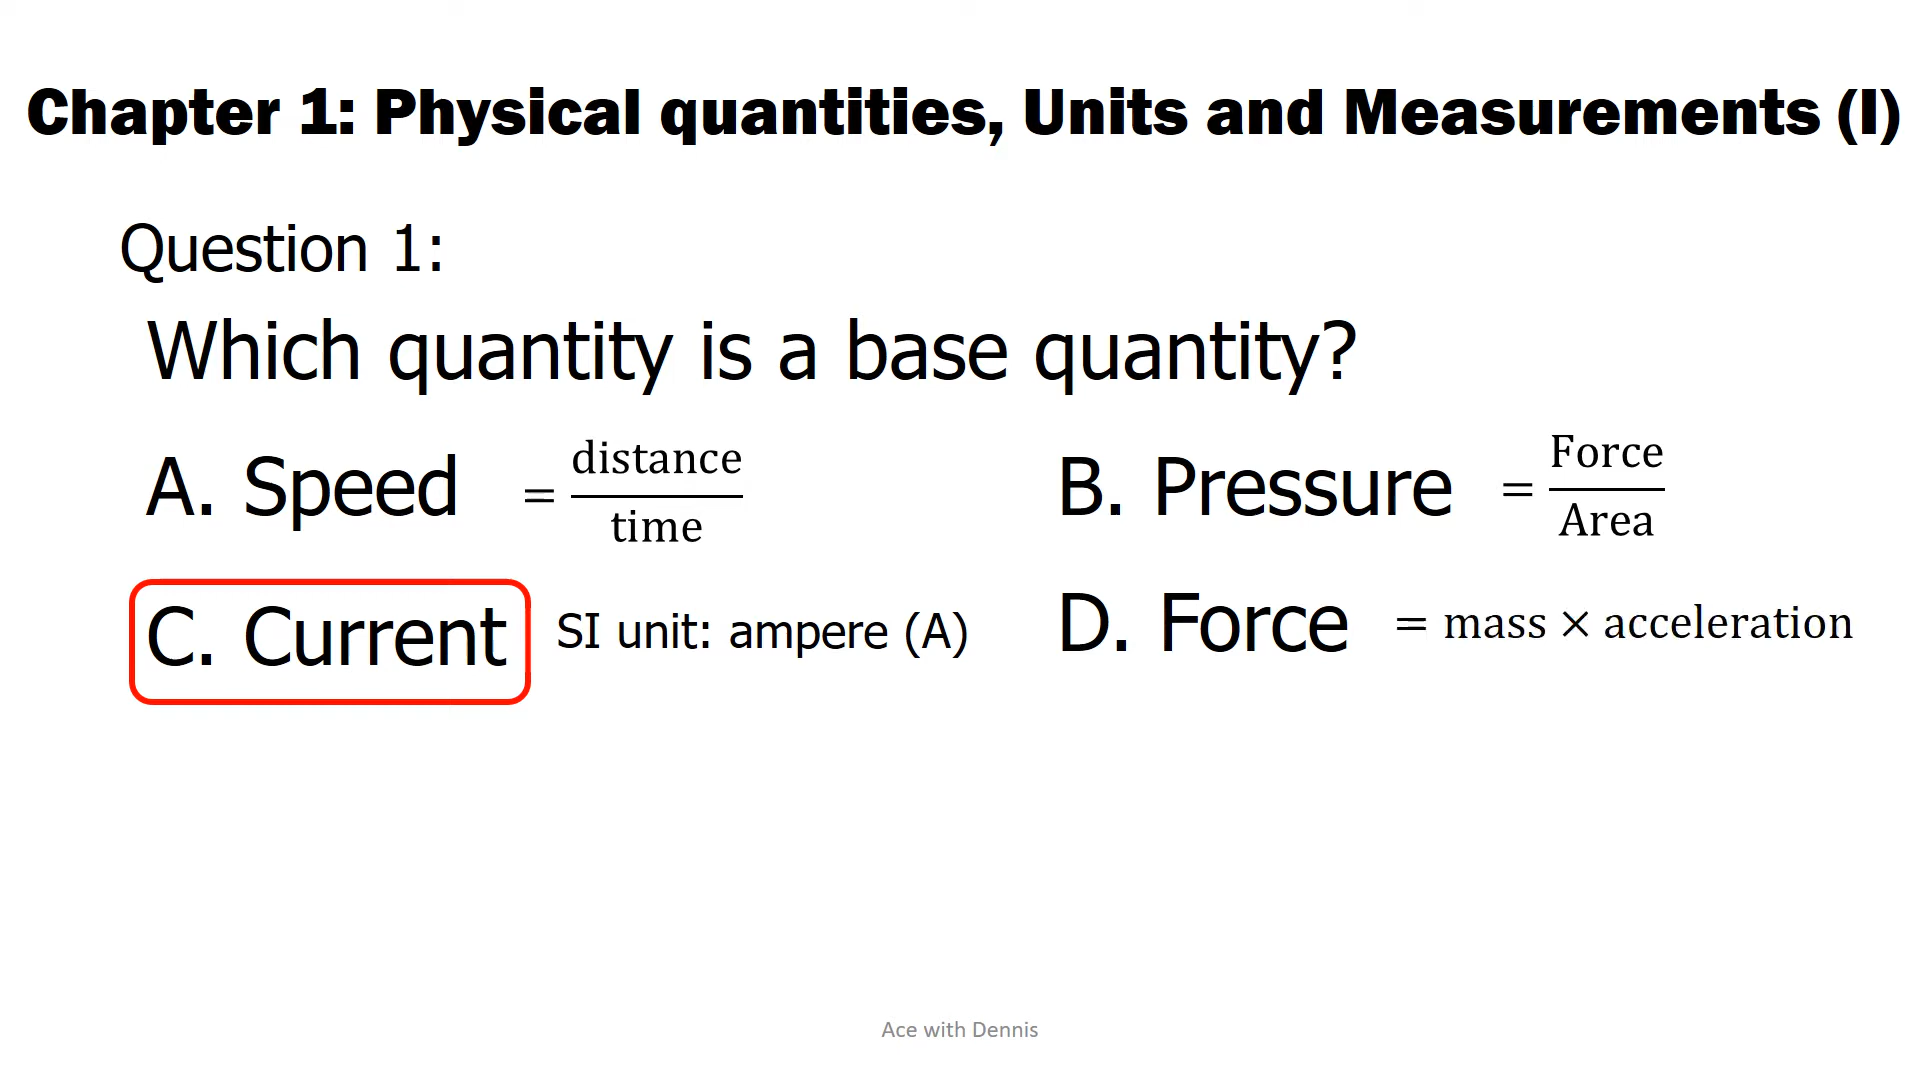 Chapter 1: Physical quantities, Units and Measurements (I)
Question 1:
Which quantity is a base quantity?
A. Speed = distance / time
B. Pressure = Force / Area
C. Current SI unit: ampere (A)
D. Force = mass × acceleration
Ace with Dennis